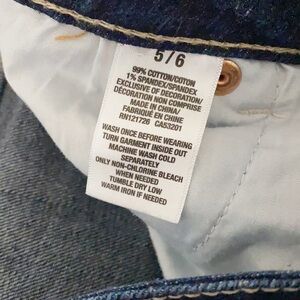 5/6
99% COTTON/COTON
1% SPANDEX/SPANDEX
EXCLUSIVE OF DECORATION/
DÉCORATION NON COMPRISE
MADE IN CHINA/
FABRIQUÉ EN CHINE
RN121726 CA53201
WASH ONCE BEFORE WEARING
TURN GARMENT INSIDE OUT
MACHINE WASH COLD
SEPARATELY
ONLY NON-CHLORINE BLEACH
WHEN NEEDED
TUMBLE DRY LOW
WARM IRON IF NEEDED